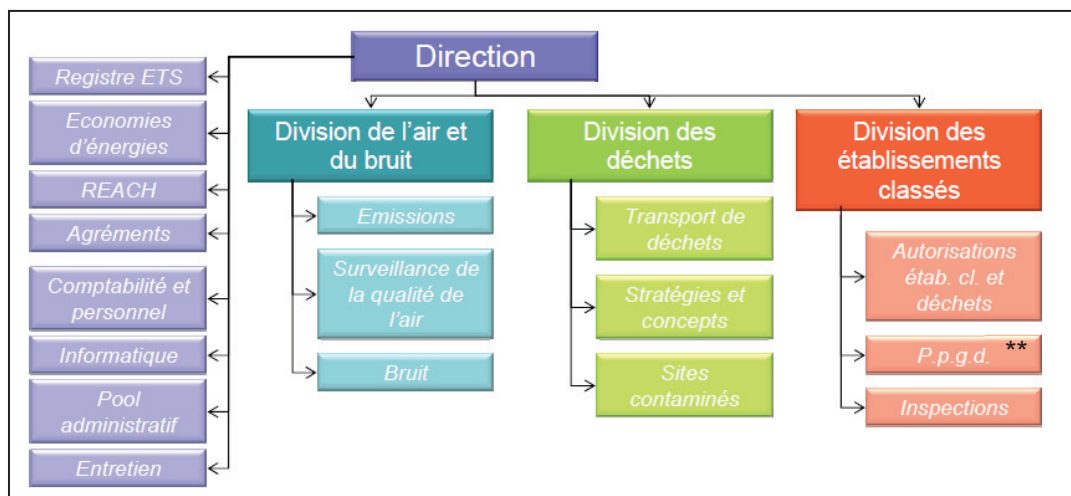 Direction
Registre ETS
Economies
d'énergies
REACH
Agréments
Comptabilité et
personnel
Informatique
Pool
administratif
Entretien
Division de l'air et
du bruit
Emissions
Surveillance de
la qualité de
l'air
Bruit
Division des
déchets
Transport de
déchets
Stratégies et
concepts
Sites
contaminés
Division des
établissements
classés
Autorisations
étab. cl. et
déchets
P.p.g.d. **
Inspections